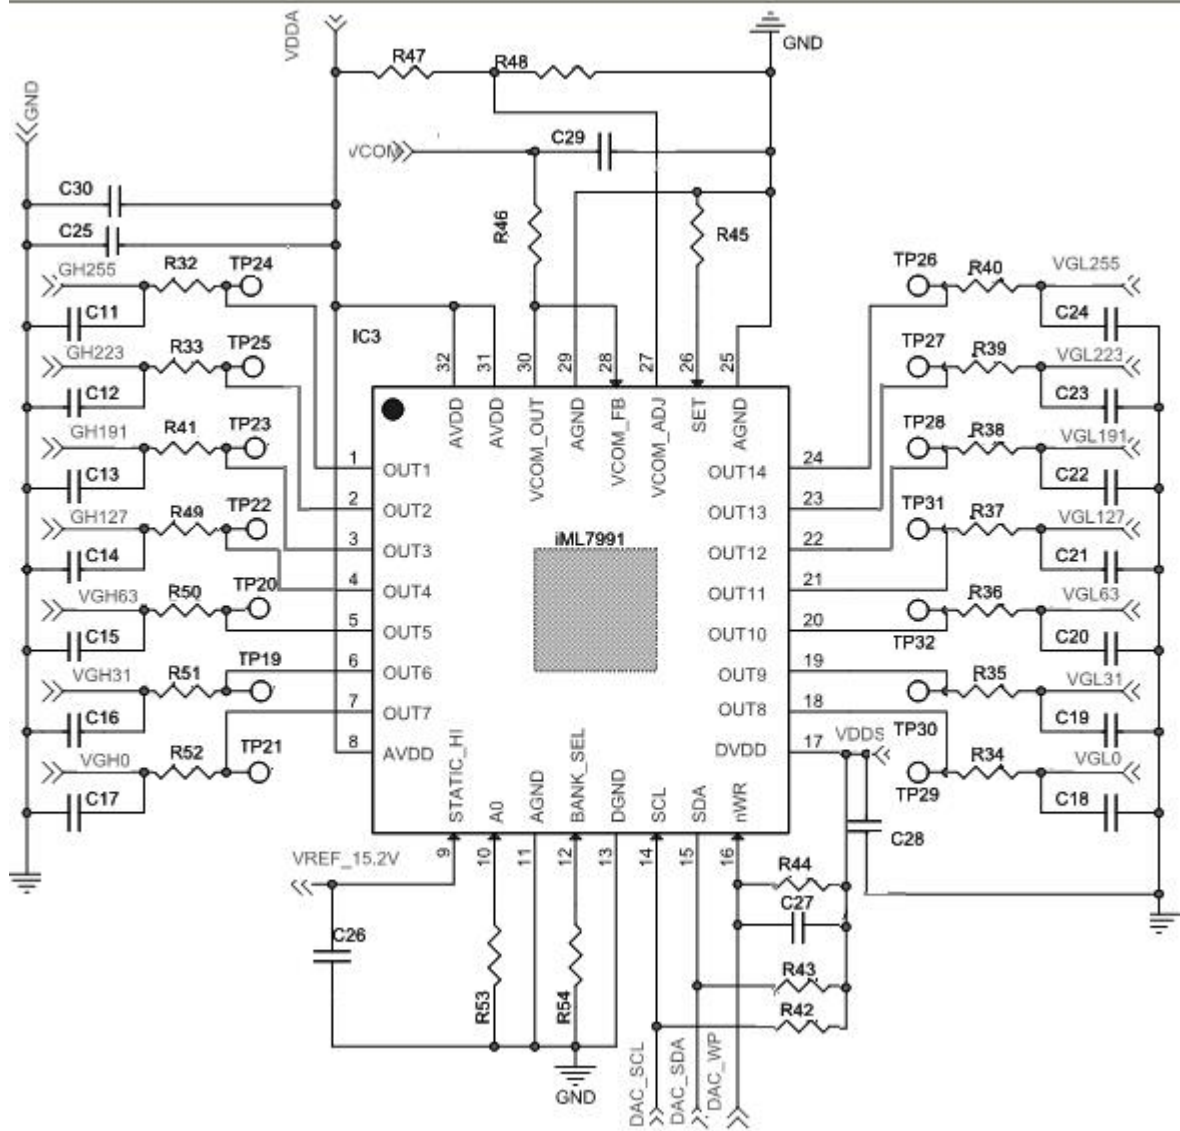 VDDA
GND
R47
R48
GND
VCOM
C29
C30
C25
R46
R45
GH255
R32
TP24
C11
GH223
R33
TP25
C12
GH191
R41
TP23
C13
GH127
R49
TP22
C14
VGH63
R50
TP20
C15
VGH31
R51
TP19
C16
VGH0
R52
TP21
C17
IC3
32
31
30
29
28
27
26
25
AVDD
AVDD
VCOM_OUT
AGND
VCOM_FB
VCOM_ADJ
SET
AGND
1 OUT1
2 OUT2
3 OUT3
4 OUT4
5 OUT5
6 OUT6
7 OUT7
8 AVDD
iML7991
OUT14 24
OUT13 23
OUT12 22
OUT11 21
OUT10 20
OUT9 19
OUT8 18
DVDD 17
VDDS
STATIC_HI
A0
AGND
BANK_SEL
DGND
SCL
SDA
nWR
9
10
11
12
13
14
15
16
TP26
R40
VGL255
C24
TP27
R39
VGL223
C23
TP28
R38
VGL191
C22
TP31
R37
VGL127
C21
TP32
R36
VGL63
C20
TP30
R35
VGL31
C19
TP29
R34
VGL0
C18
C28
VREF_15.2V
C26
R53
R54
GND
R44
C27
R43
R42
DAC_SCL
DAC_SDA
DAC_WP